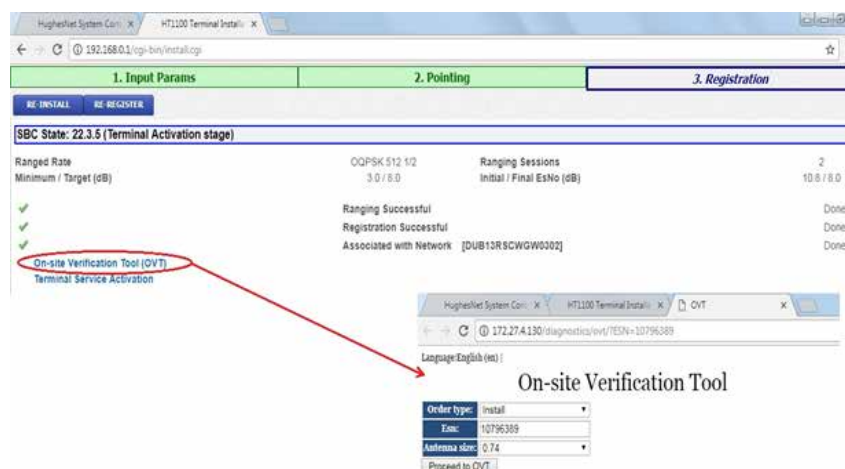 HughesNet System Con
HT1100 Terminal Install
192.168.0.1/cgi-bin/install.cgi
1. Input Params
2. Pointing
3. Registration
RE-INSTALL
RE-REGISTER
SBC State: 22.3.5 (Terminal Activation stage)
Ranged Rate OQPSK 512 1/2 Ranging Sessions 2
Minimum / Target (dB) 3.0 / 8.0 Initial / Final EsNo (dB) 10.8 / 8.0
Ranging Successful Done
Registration Successful Done
Associated with Network [DUB13RSCWGW0302] Done
On-site Verification Tool (OVT)
Terminal Service Activation
HughesNet System Con
HT1100 Terminal Install
OVT
172.27.4.130/diagnostics/ovt/?ESN=10796389
Language:English (en) |
On-site Verification Tool
Order type: Install
Esn: 10796389
Antenna size: 0.74
Proceed to OVT